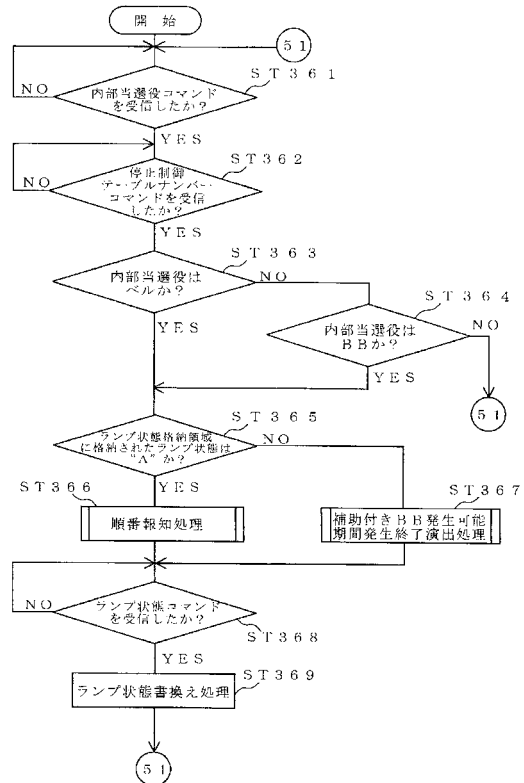 開 始
51
ST361
内部当選役コマンド
を受信したか？
NO
YES
ST362
停止制御
テーブルナンバー
コマンドを受信
したか？
NO
YES
ST363
内部当選役は
ベルか？
NO
YES
ST364
内部当選役は
BBか？
NO
YES
51
ST365
ランプ状態格納領域
に格納されたランプ状態は
“A”か？
NO
YES
ST366
順番報知処理
ST367
補助付きBB発生可能
期間発生終了演出処理
ランプ状態コマンド
を受信したか？
NO
ST368
YES
ST369
ランプ状態書換え処理
51